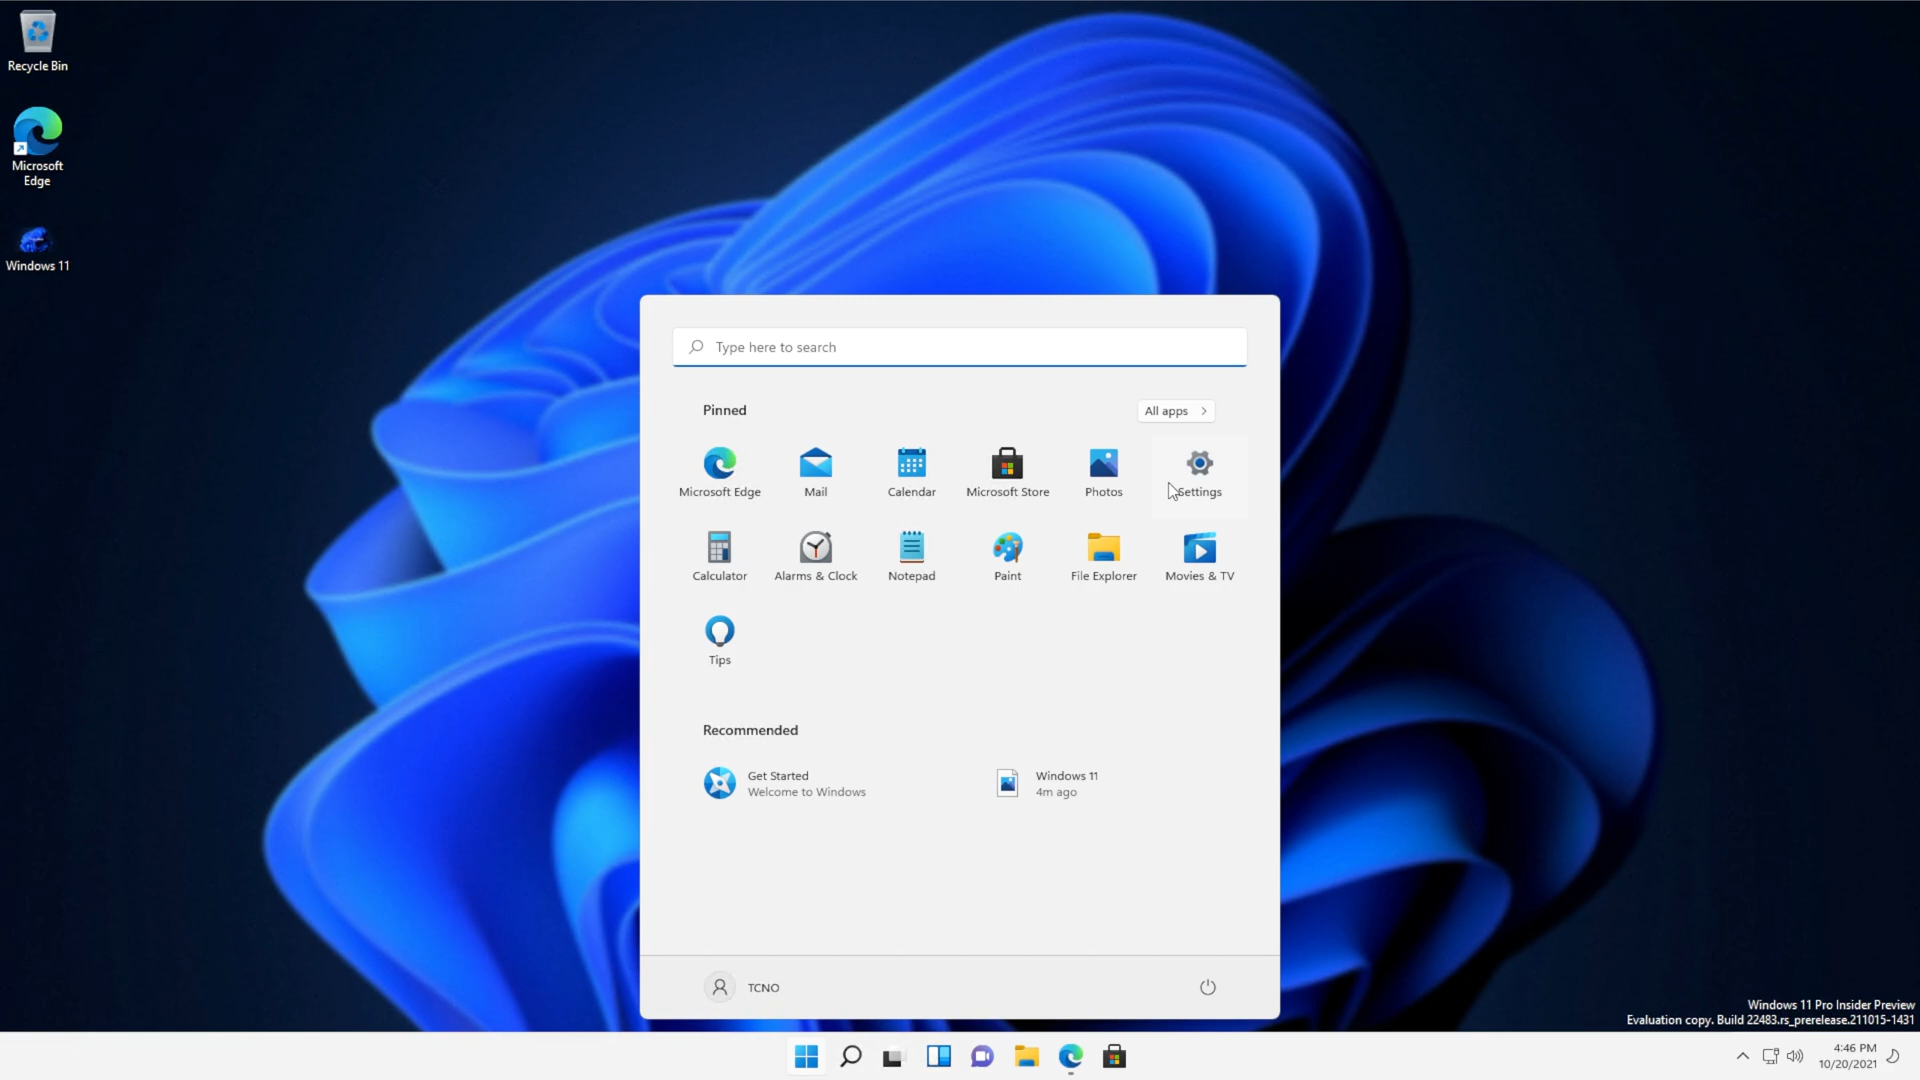 Recycle Bin
Microsoft
Edge
Windows 11
Type here to search
Pinned
All apps
Microsoft Edge
Mail
Calendar
Microsoft Store
Photos
Settings
Calculator
Alarms & Clock
Notepad
Paint
File Explorer
Movies & TV
Tips
Recommended
Get Started
Welcome to Windows
Windows 11
4m ago
TCNO
Windows 11 Pro Insider Preview
Evaluation copy. Build 22483.rs_prerelease.211015-1431
4:46 PM
10/20/2021